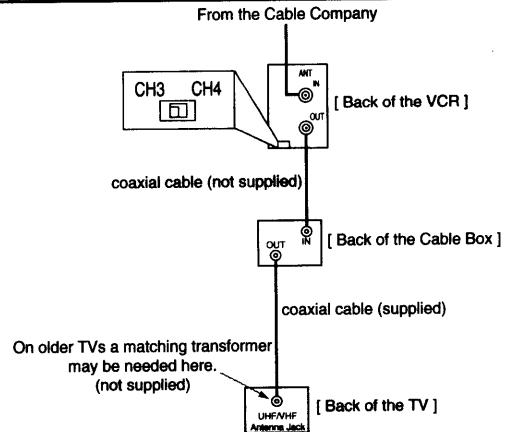 From the Cable Company
ANT
IN
CH3 CH4
[ Back of the VCR ]
OUT
coaxial cable (not supplied)
IN
[ Back of the Cable Box ]
OUT
coaxial cable (supplied)
On older TVs a matching transformer
may be needed here.
(not supplied)
[ Back of the TV ]
UHF/VHF
Antenna Jack